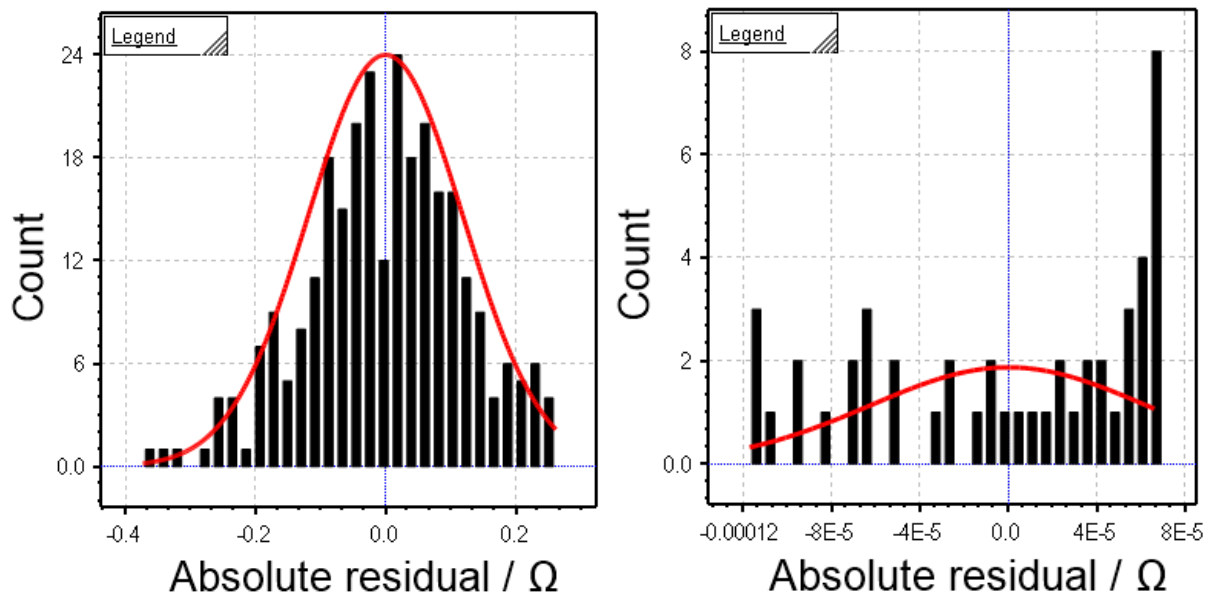 Legend
24
18
12
6
0.0
Count
-0.4
-0.2
0.0
0.2
Absolute residual / Ω
Legend
8
6
4
2
0.0
Count
-0.00012
-8E-5
-4E-5
0.0
4E-5
8E-5
Absolute residual / Ω